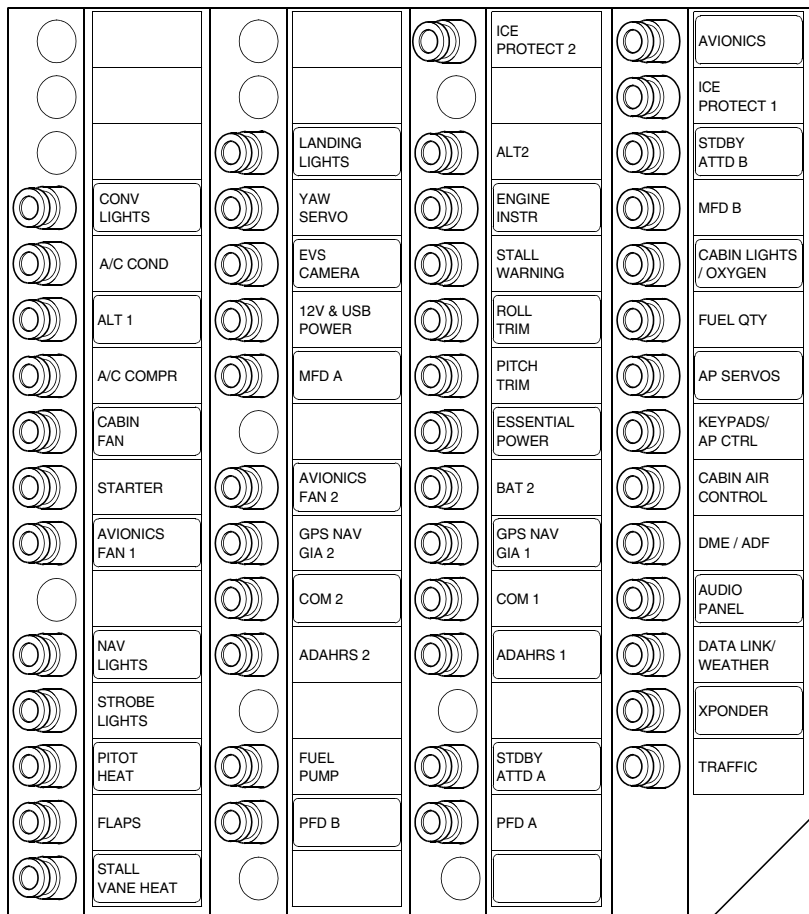 CONV
LIGHTS
A/C COND
ALT 1
A/C COMPR
CABIN
FAN
STARTER
AVIONICS
FAN 1
NAV
LIGHTS
STROBE
LIGHTS
PITOT
HEAT
FLAPS
STALL
VANE HEAT
LANDING
LIGHTS
YAW
SERVO
EVS
CAMERA
12V & USB
POWER
MFD A
AVIONICS
FAN 2
GPS NAV
GIA 2
COM 2
ADAHRS 2
FUEL
PUMP
PFD B
ICE
PROTECT 2
ALT2
ENGINE
INSTR
STALL
WARNING
ROLL
TRIM
PITCH
TRIM
ESSENTIAL
POWER
BAT 2
GPS NAV
GIA 1
COM 1
ADAHRS 1
STDBY
ATTD A
PFD A
AVIONICS
ICE
PROTECT 1
STDBY
ATTD B
MFD B
CABIN LIGHTS
/ OXYGEN
FUEL QTY
AP SERVOS
KEYPADS/
AP CTRL
CABIN AIR
CONTROL
DME / ADF
AUDIO
PANEL
DATA LINK/
WEATHER
XPONDER
TRAFFIC